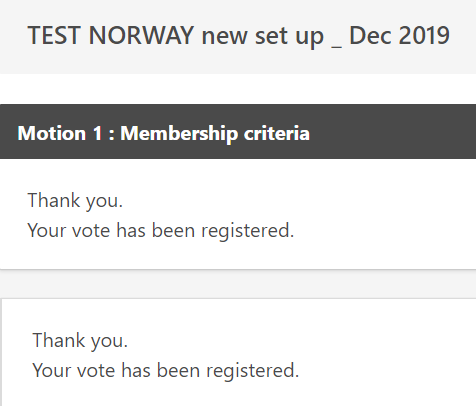 TEST NORWAY new set up _ Dec 2019
Motion 1 : Membership criteria
Thank you.
Your vote has been registered.
Thank you.
Your vote has been registered.